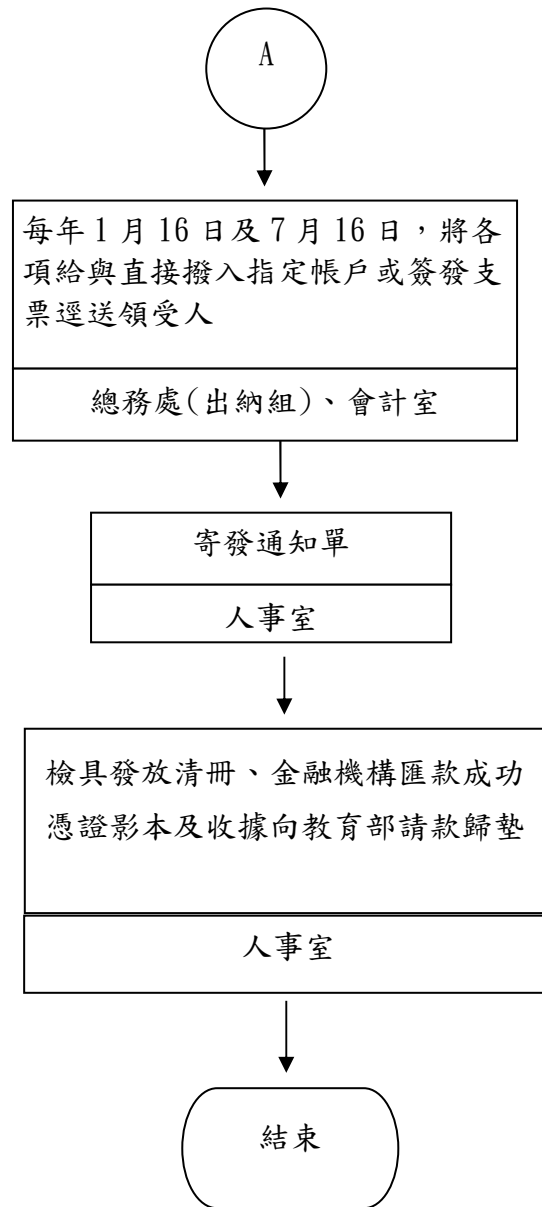 A
每年1月16日及7月16日，將各
項給與直接撥入指定帳戶或簽發支
票逕送領受人
總務處(出納組)、會計室
寄發通知單
人事室
檢具發放清冊、金融機構匯款成功
憑證影本及收據向教育部請款歸墊
人事室
結束